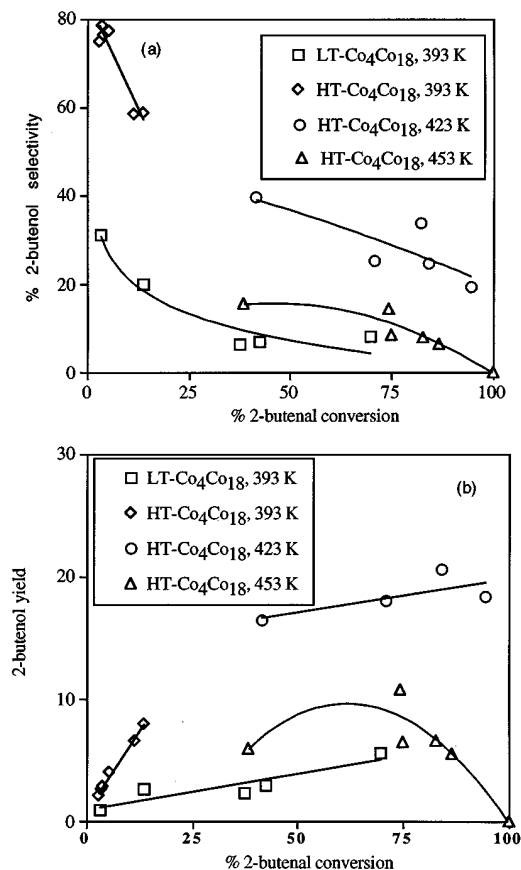 80
60
40
20
0
% 2-butenol selectivity
(a)
LT-Co4Co18, 393 K
HT-Co4Co18, 393 K
HT-Co4Co18, 423 K
HT-Co4Co18, 453 K
0 25 50 75 100
% 2-butenal conversion
30
20
10
0
2-butenol yield
(b)
LT-Co4Co18, 393 K
HT-Co4Co18, 393 K
HT-Co4Co18, 423 K
HT-Co4Co18, 453 K
0 25 50 75 100
% 2-butenal conversion